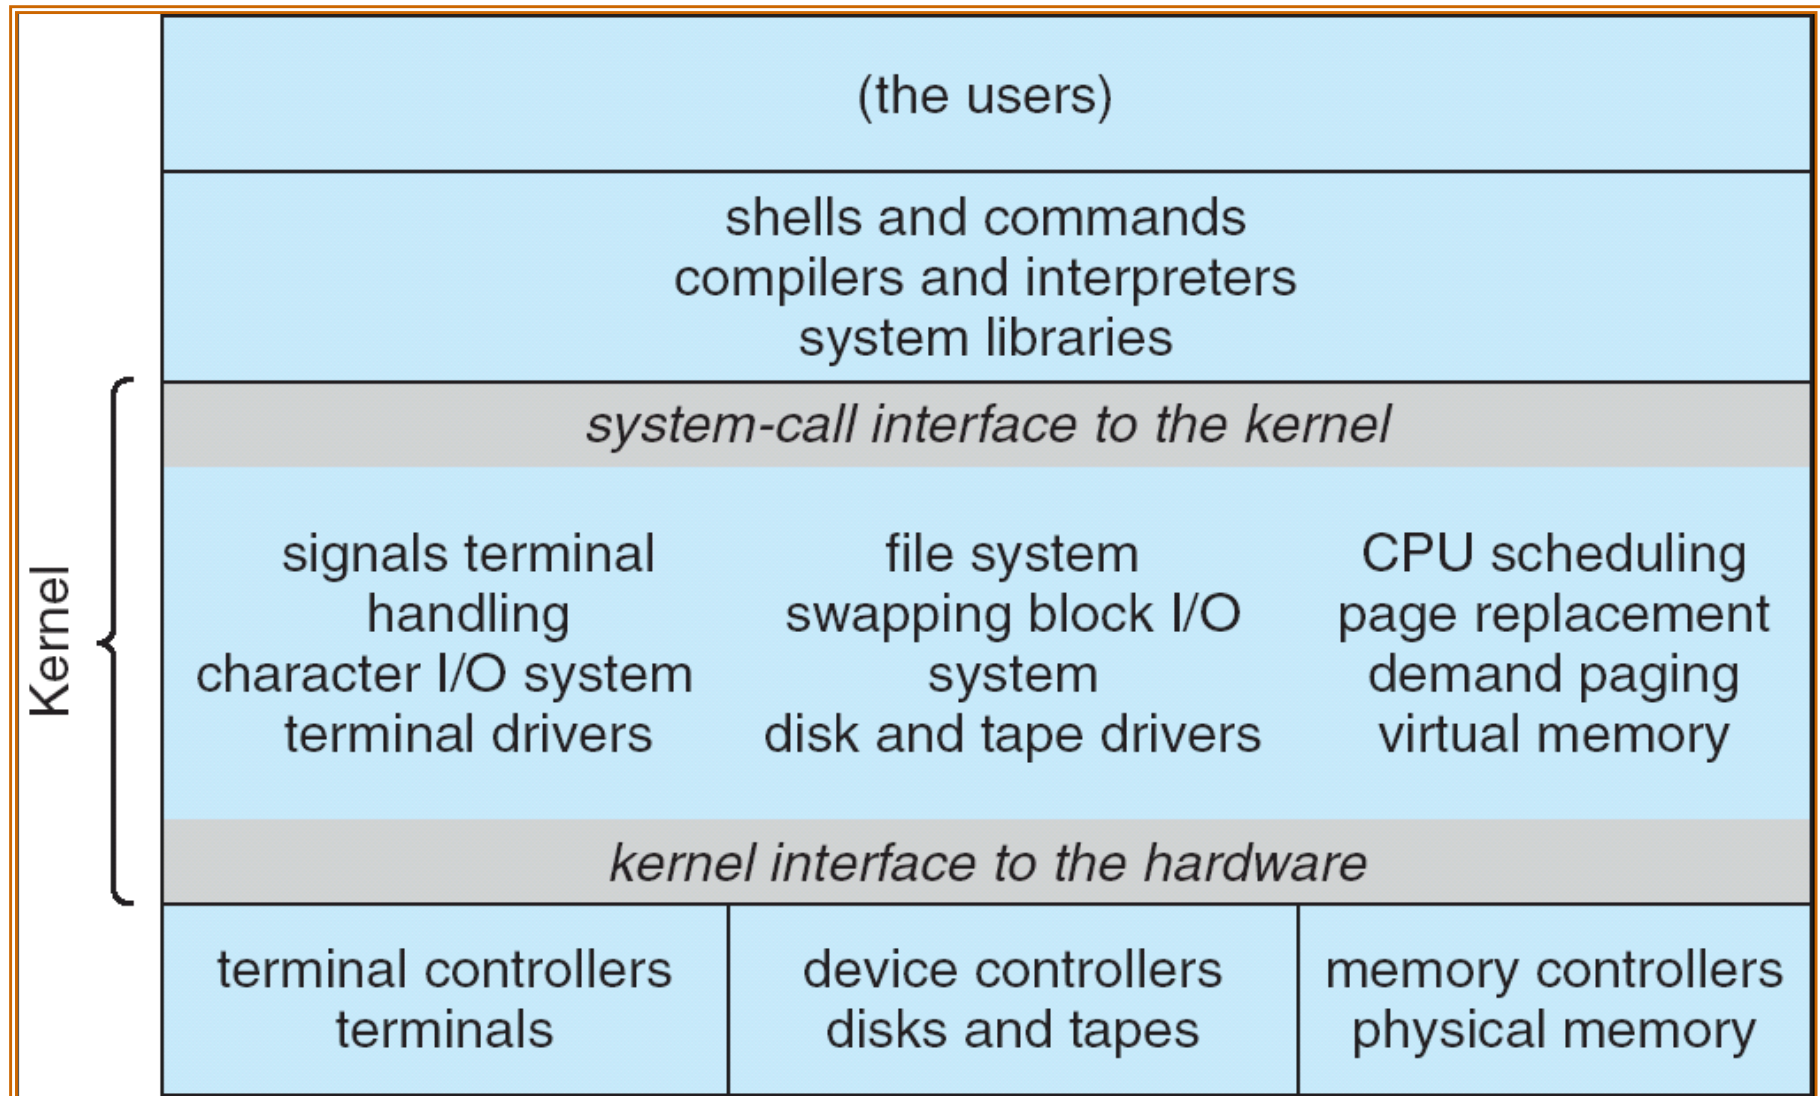 (the users)
shells and commands
compilers and interpreters
system libraries
system-call interface to the kernel
Kernel
signals terminal
handling
character I/O system
terminal drivers
file system
swapping block I/O
system
disk and tape drivers
CPU scheduling
page replacement
demand paging
virtual memory
kernel interface to the hardware
terminal controllers
terminals
device controllers
disks and tapes
memory controllers
physical memory